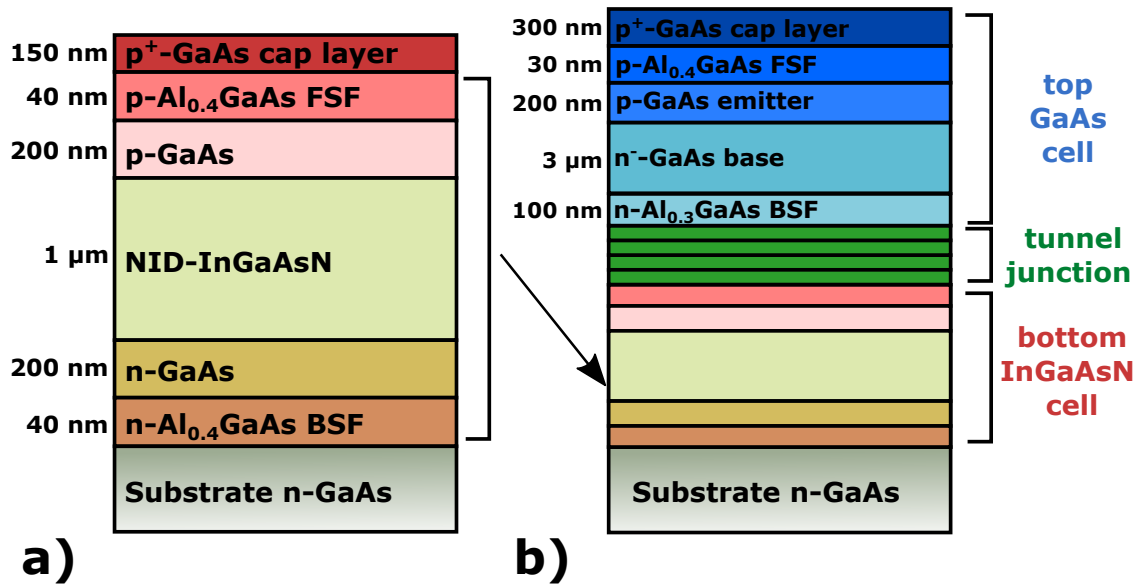 150 nm p⁺-GaAs cap layer
40 nm p-Al₀.₄GaAs FSF
200 nm p-GaAs
1 µm NID-InGaAsN
200 nm n-GaAs
40 nm n-Al₀.₄GaAs BSF
Substrate n-GaAs
a)
300 nm p⁺-GaAs cap layer
30 nm p-Al₀.₄GaAs FSF
200 nm p-GaAs emitter
3 µm n⁻-GaAs base
100 nm n-Al₀.₃GaAs BSF
top
GaAs
cell
tunnel
junction
bottom
InGaAsN
cell
Substrate n-GaAs
b)